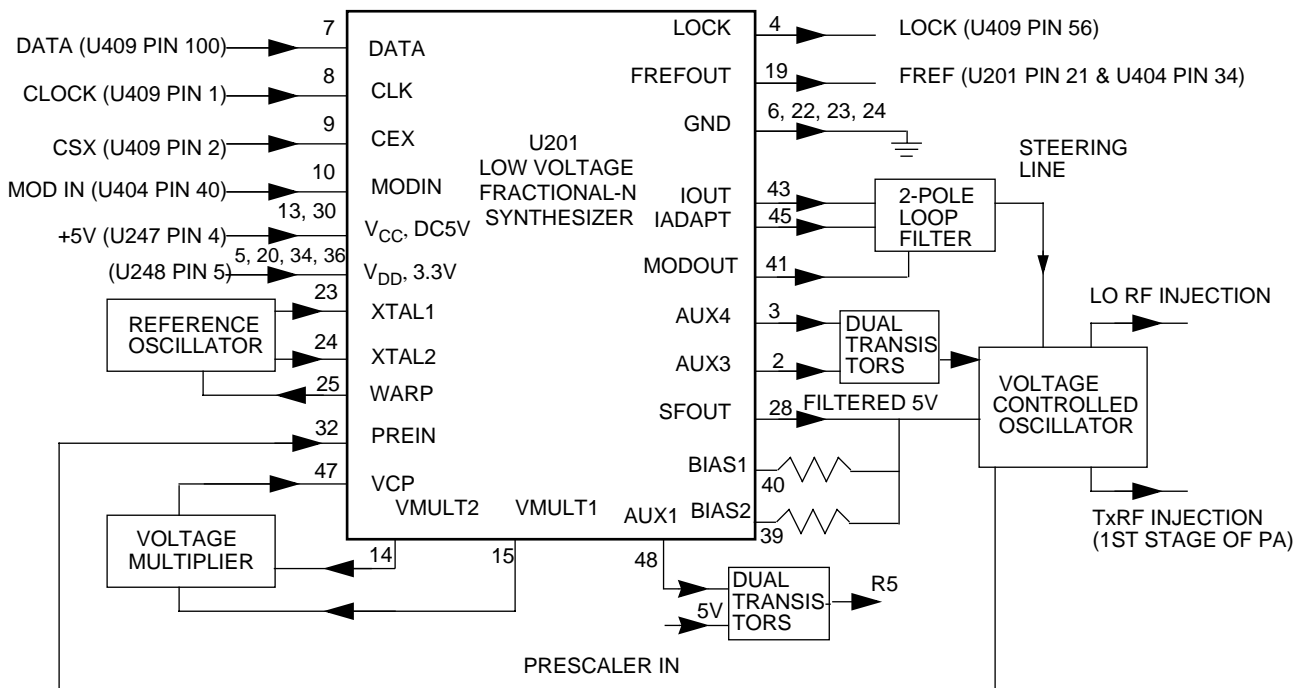 DATA (U409 PIN 100)
7
DATA
CLOCK (U409 PIN 1)
8
CLK
CSX (U409 PIN 2)
9
CEX
MOD IN (U404 PIN 40)
10
MODIN
+5V (U247 PIN 4)
13, 30
VCC, DC5V
(U248 PIN 5)
5, 20, 34, 36
VDD, 3.3V
REFERENCE
OSCILLATOR
23
XTAL1
24
XTAL2
25
WARP
32
PREIN
47
VCP
VOLTAGE
MULTIPLIER
VMULT2
14
VMULT1
15
U201
LOW VOLTAGE
FRACTIONAL-N
SYNTHESIZER
LOCK
4
LOCK (U409 PIN 56)
FREFOUT
19
FREF (U201 PIN 21 & U404 PIN 34)
GND
6, 22, 23, 24
IOUT
43
IADAPT
45
2-POLE
LOOP
FILTER
STEERING
LINE
MODOUT
41
AUX4
3
AUX3
2
DUAL
TRANSIS
TORS
SFOUT
28
FILTERED 5V
BIAS1
40
BIAS2
39
AUX1
48
5V
DUAL
TRANSIS-
TORS
R5
VOLTAGE
CONTROLLED
OSCILLATOR
LO RF INJECTION
TxRF INJECTION
(1ST STAGE OF PA)
PRESCALER IN